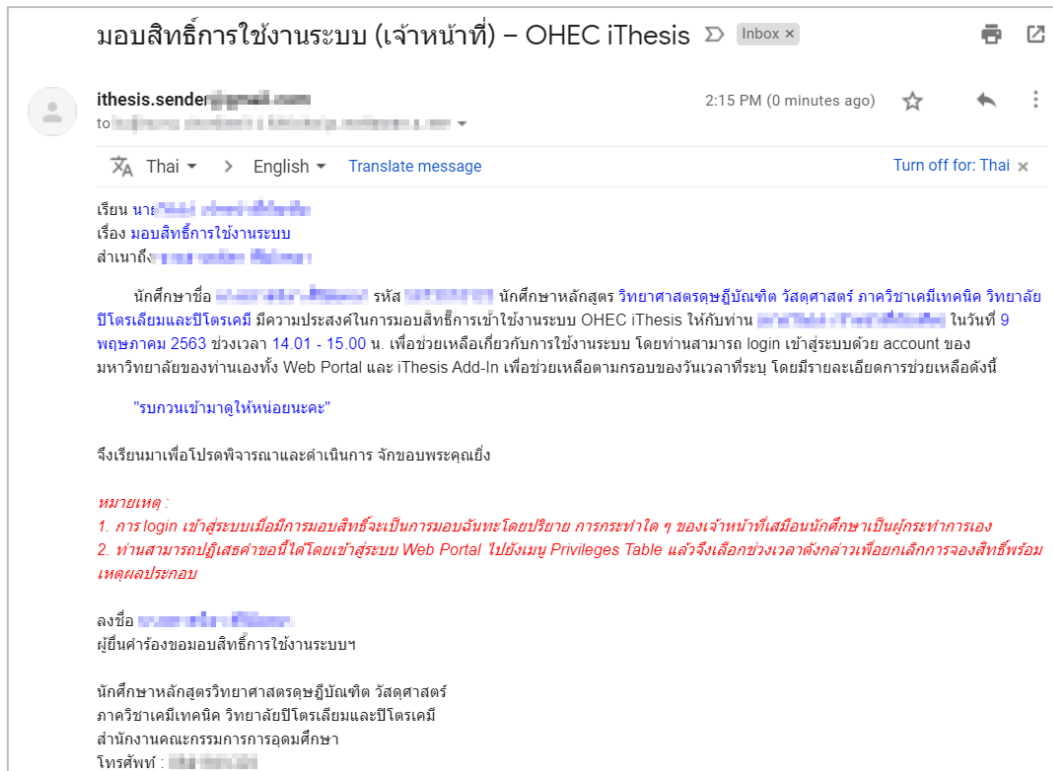 มอบสิทธิ์การใช้งานระบบ (เจ้าหน้าที่) – OHEC iThesis Inbox ×
ithesis.sender 2:15 PM (0 minutes ago)
to
Thai > English Translate message Turn off for: Thai ×
เรียน นาย
เรื่อง มอบสิทธิ์การใช้งานระบบ
สำเนาถึง
นักศึกษาชื่อ รหัส นักศึกษาหลักสูตร วิทยาศาสตรดุษฎีบัณฑิต วัสดุศาสตร์ ภาควิชาเคมีเทคนิค วิทยาลัย
ปิโตรเลียมและปิโตรเคมี มีความประสงค์ในการมอบสิทธิ์การเข้าใช้งานระบบ OHEC iThesis ให้กับท่าน ในวันที่ 9
พฤษภาคม 2563 ช่วงเวลา 14.01 - 15.00 น. เพื่อช่วยเหลือเกี่ยวกับการใช้งานระบบ โดยท่านสามารถ login เข้าสู่ระบบด้วย account ของ
มหาวิทยาลัยของท่านเองทั้ง Web Portal และ iThesis Add-In เพื่อช่วยเหลือตามกรอบของวันเวลาที่ระบุ โดยมีรายละเอียดการช่วยเหลือดังนี้
"รบกวนเข้ามาดูให้หน่อยนะคะ"
จึงเรียนมาเพื่อโปรดพิจารณาและดำเนินการ จักขอบพระคุณยิ่ง
หมายเหตุ :
1. การ login เข้าสู่ระบบเมื่อมีการมอบสิทธิ์จะเป็นการมอบฉันทะโดยปริยาย การกระทำใด ๆ ของเจ้าหน้าที่เสมือนนักศึกษาเป็นผู้กระทำการเอง
2. ท่านสามารถปฏิเสธคำขอนี้ได้โดยเข้าสู่ระบบ Web Portal ไปยังเมนู Privileges Table แล้วจึงเลือกช่วงเวลาดังกล่าวเพื่อยกเลิกการจองสิทธิ์พร้อม
เหตุผลประกอบ
ลงชื่อ
ผู้ยื่นคำร้องขอมอบสิทธิ์การใช้งานระบบฯ
นักศึกษาหลักสูตรวิทยาศาสตรดุษฎีบัณฑิต วัสดุศาสตร์
ภาควิชาเคมีเทคนิค วิทยาลัยปิโตรเลียมและปิโตรเคมี
สำนักงานคณะกรรมการการอุดมศึกษา
โทรศัพท์ :